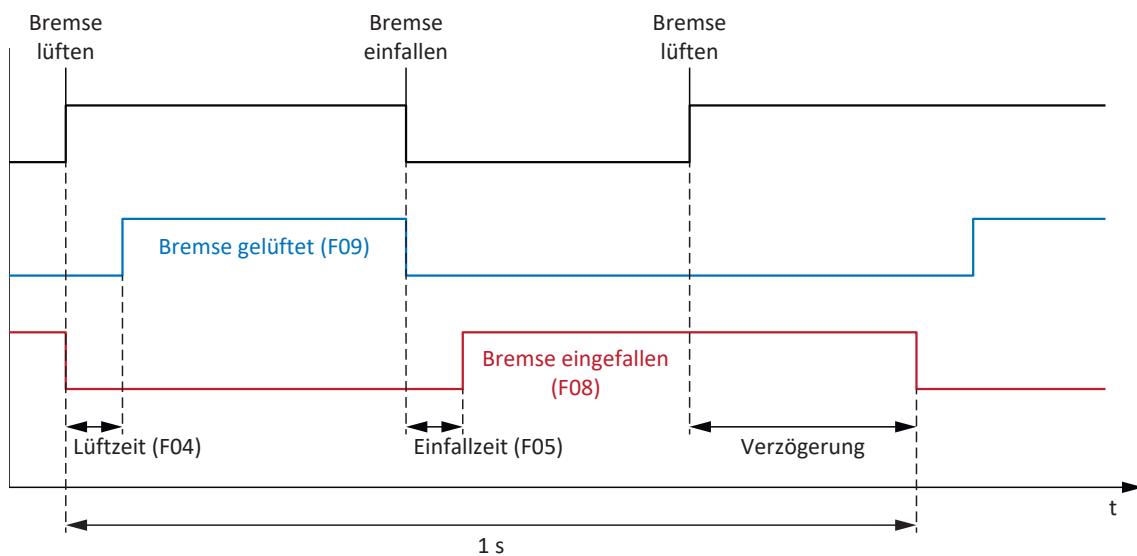 Bremse
lüften
Bremse
einfallen
Bremse
lüften
Bremse gelüftet (F09)
Bremse eingefallen
(F08)
Lüftzeit (F04)
Einfallzeit (F05)
Verzögerung
t
1 s